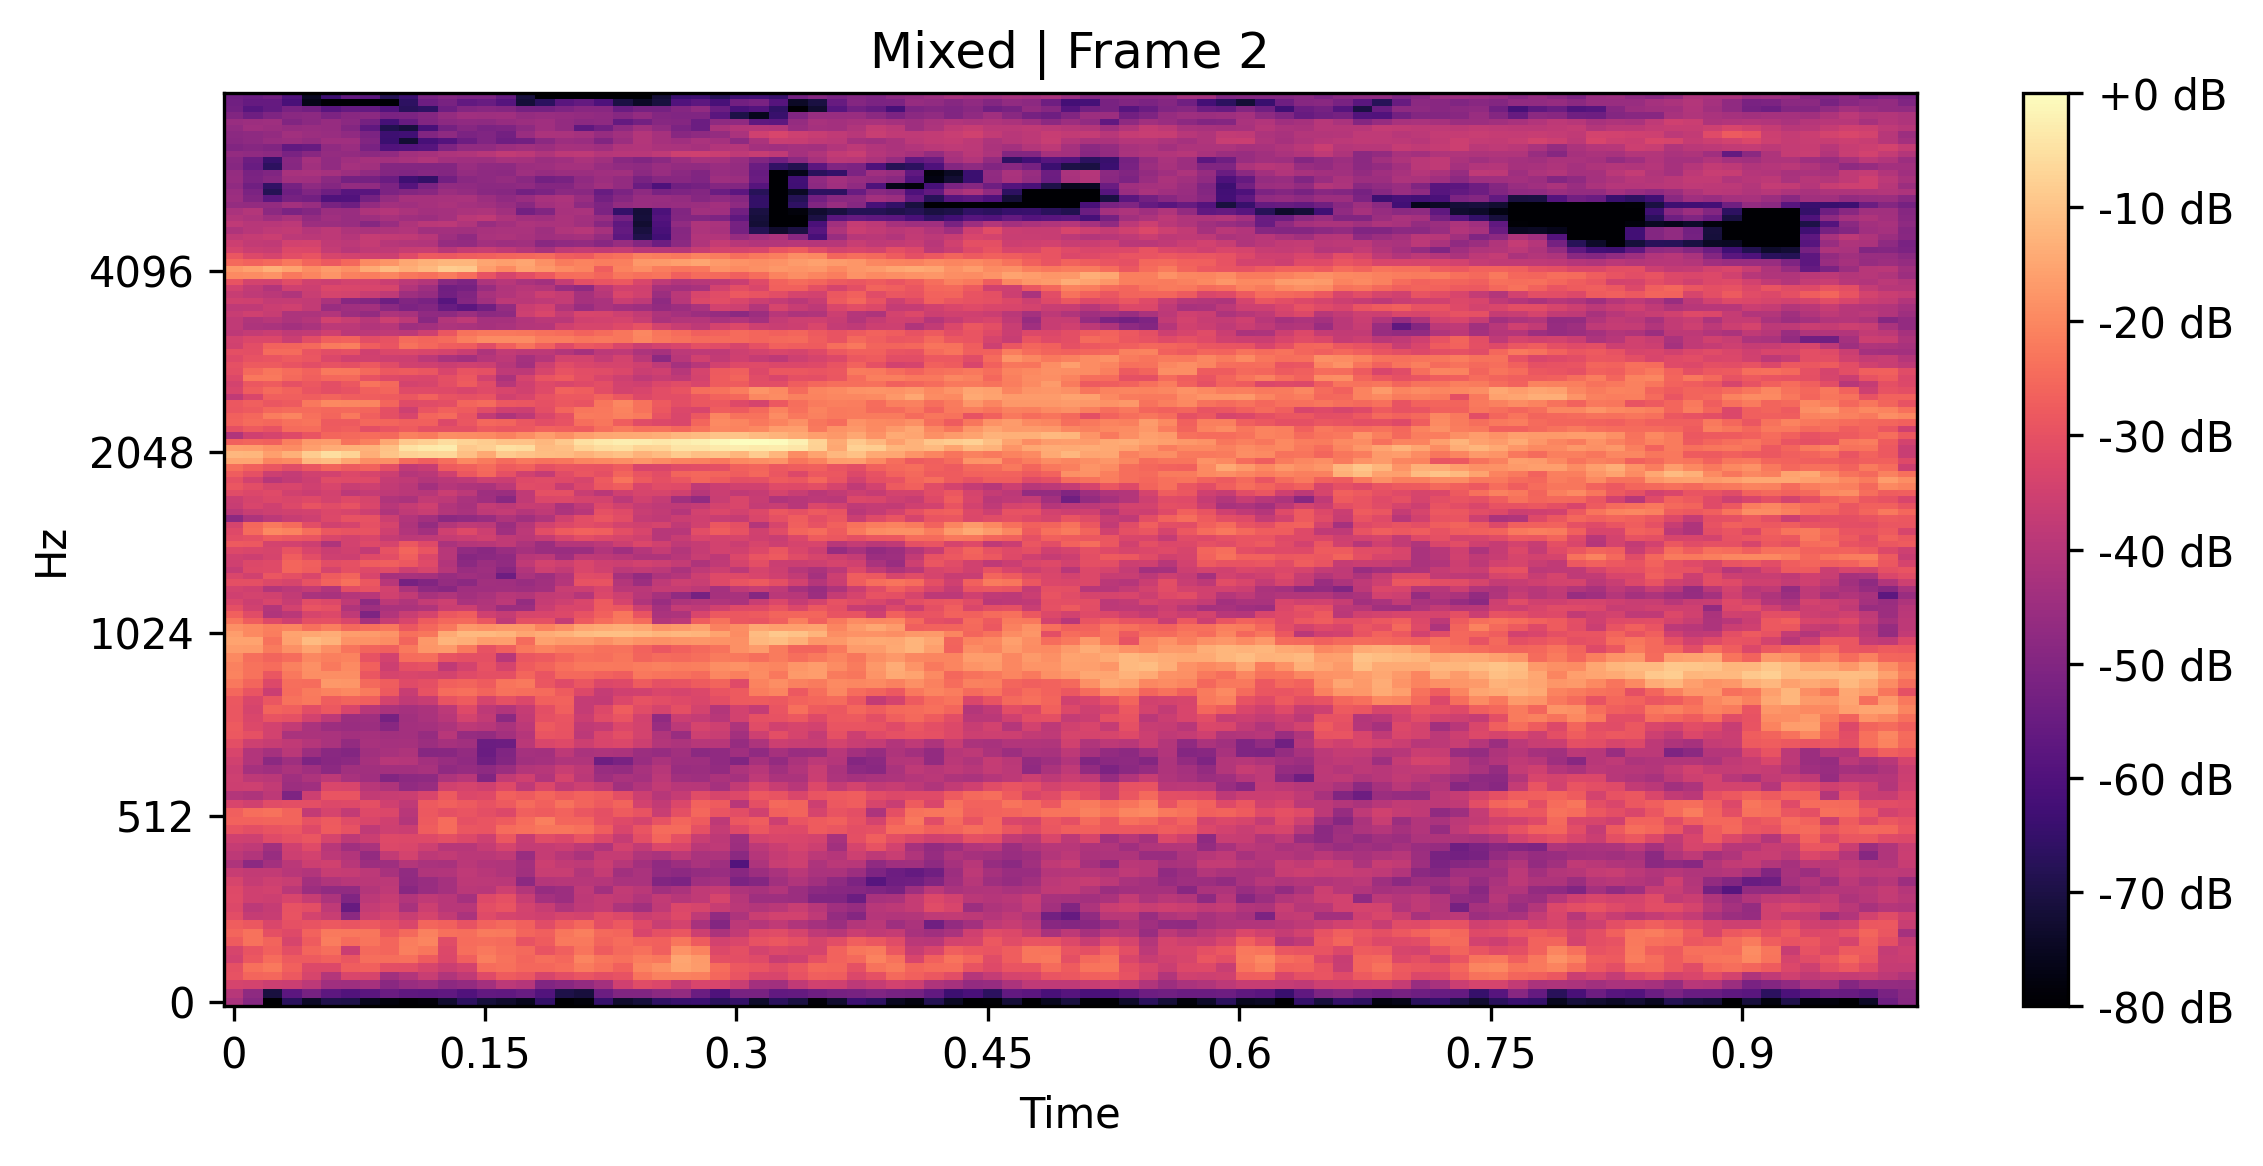 Mixed | Frame 2
Hz
4096
2048
1024
512
0
0 0.15 0.3 0.45 0.6 0.75 0.9
Time
+0 dB
-10 dB
-20 dB
-30 dB
-40 dB
-50 dB
-60 dB
-70 dB
-80 dB